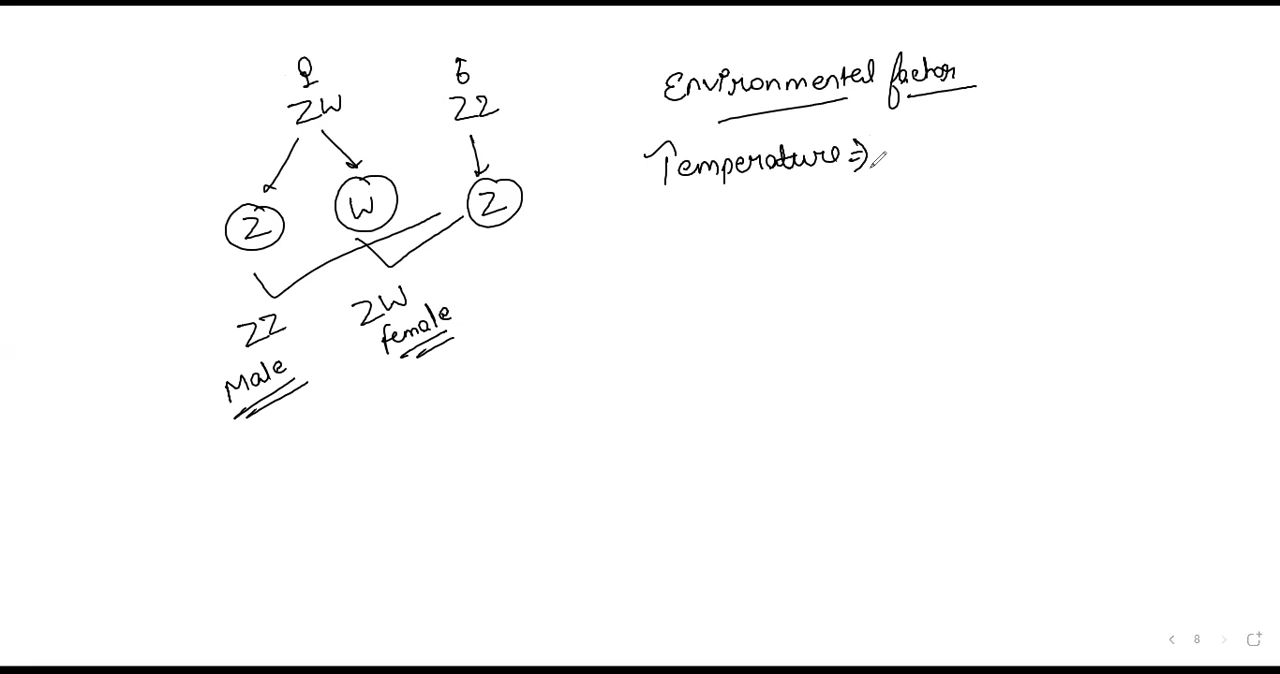 ♀ ♂
ZW ZZ
Z W Z
ZZ ZW
Male female
Environmental factor
Temperature ⇒
8